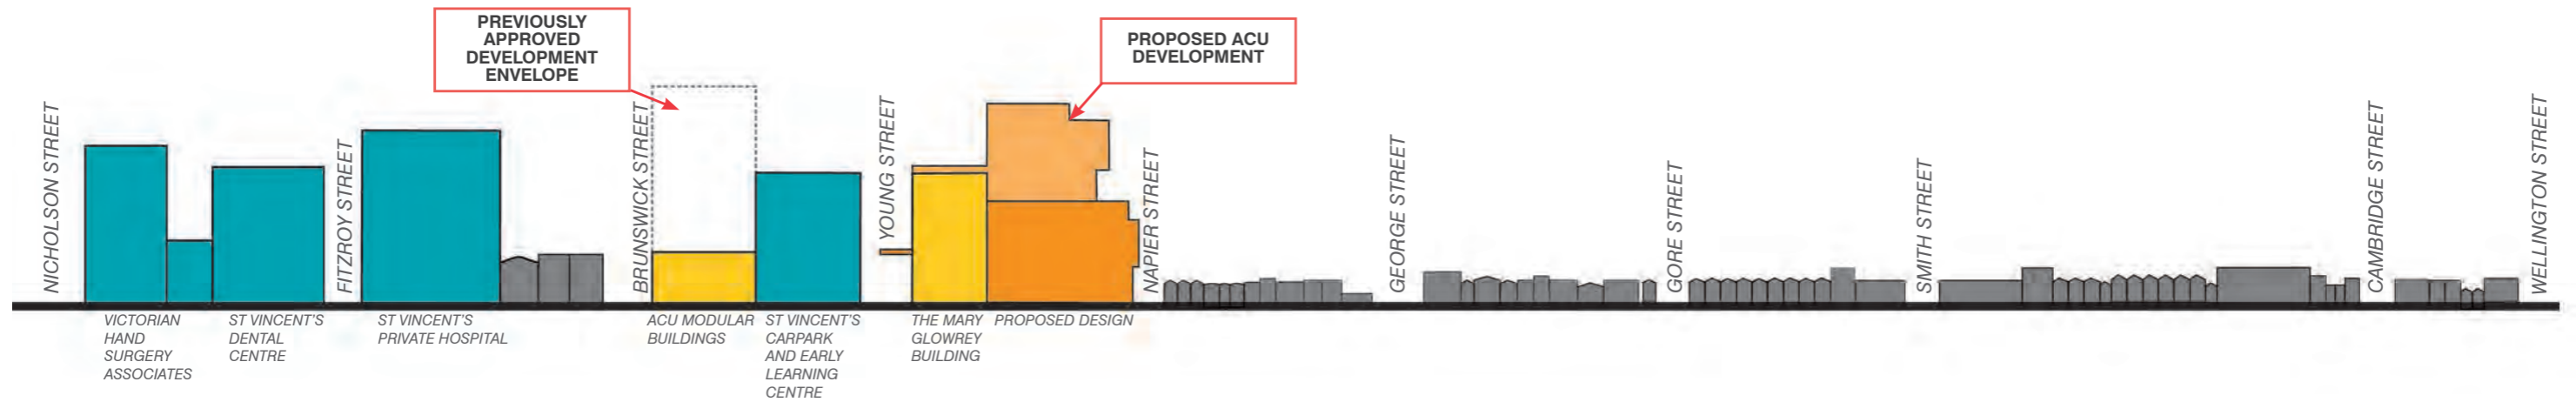 PREVIOUSLY
APPROVED
DEVELOPMENT
ENVELOPE
PROPOSED ACU
DEVELOPMENT
NICHOLSON STREET
FITZROY STREET
BRUNSWICK STREET
YOUNG STREET
NAPIER STREET
GEORGE STREET
GORE STREET
SMITH STREET
CAMBRIDGE STREET
WELLINGTON STREET
VICTORIAN
HAND
SURGERY
ASSOCIATES
ST VINCENT'S
DENTAL
CENTRE
ST VINCENT'S
PRIVATE HOSPITAL
ACU MODULAR
BUILDINGS
ST VINCENT'S
CARPARK
AND EARLY
LEARNING
CENTRE
THE MARY
GLOWREY
BUILDING
PROPOSED DESIGN